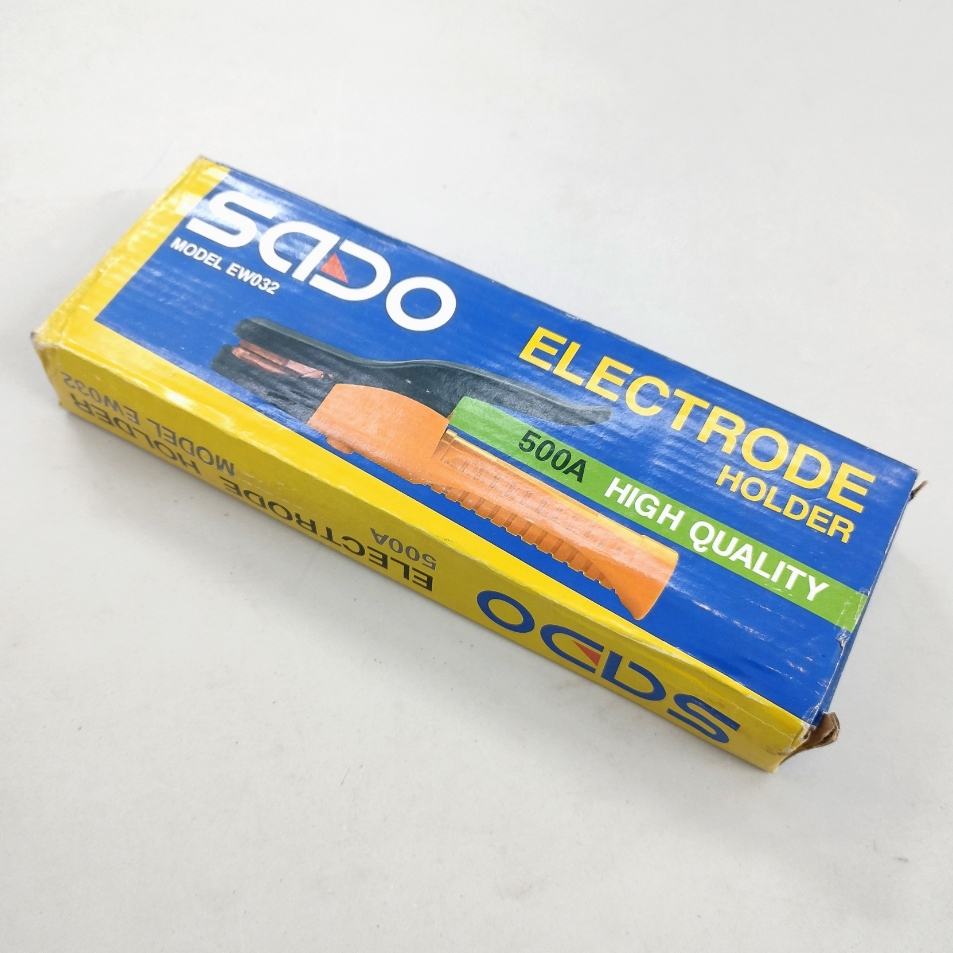 SADO
MODEL EW032
ELECTRODE
HOLDER
500A
HIGH QUALITY
ELECTRODE HOLDER
500A
MODEL EW032
SADO